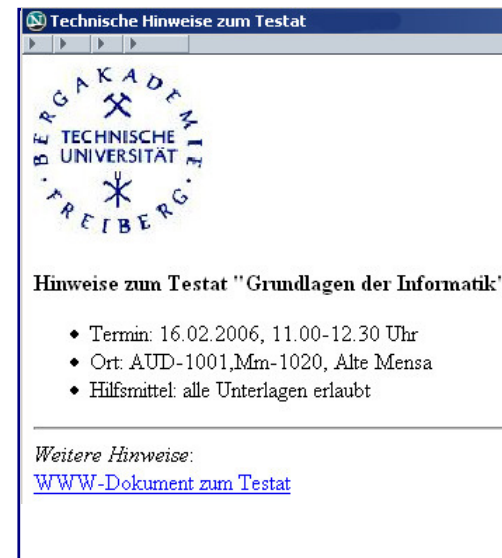 Technische Hinweise zum Testat
BERGAKADEMIE
TECHNISCHE
UNIVERSITÄT
FREIBERG
Hinweise zum Testat "Grundlagen der Informatik"
• Termin: 16.02.2006, 11.00-12.30 Uhr
• Ort: AUD-1001,Mm-1020, Alte Mensa
• Hilfsmittel: alle Unterlagen erlaubt
Weitere Hinweise:
WWW-Dokument zum Testat